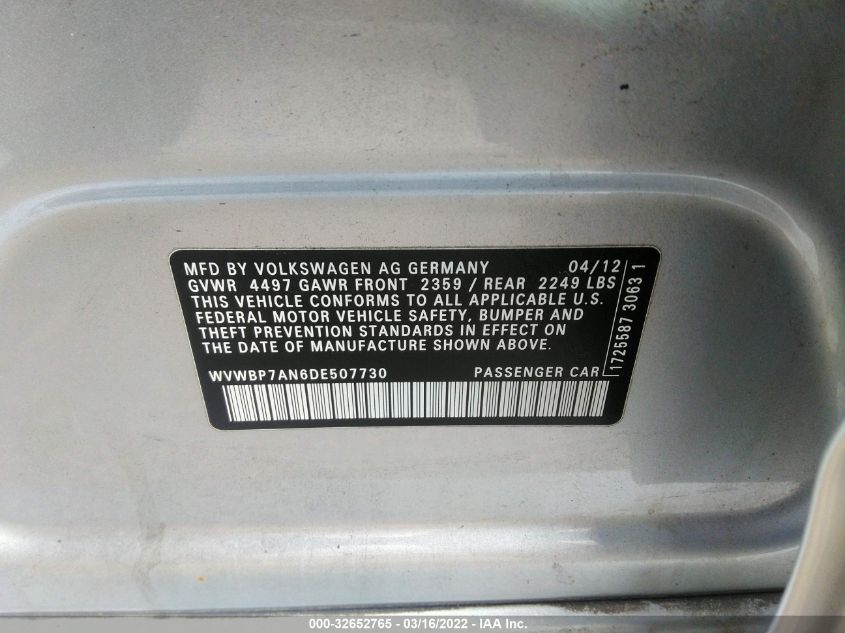 MFD BY VOLKSWAGEN AG GERMANY 04/12
GVWR 4497 GAWR FRONT 2359 / REAR 2249 LBS
THIS VEHICLE CONFORMS TO ALL APPLICABLE U.S.
FEDERAL MOTOR VEHICLE SAFETY, BUMPER AND
THEFT PREVENTION STANDARDS IN EFFECT ON
THE DATE OF MANUFACTURE SHOWN ABOVE.
WVWBP7AN6DE507730 PASSENGER CAR
1725587 30631
000-32652765 - 03/16/2022 - IAA Inc.